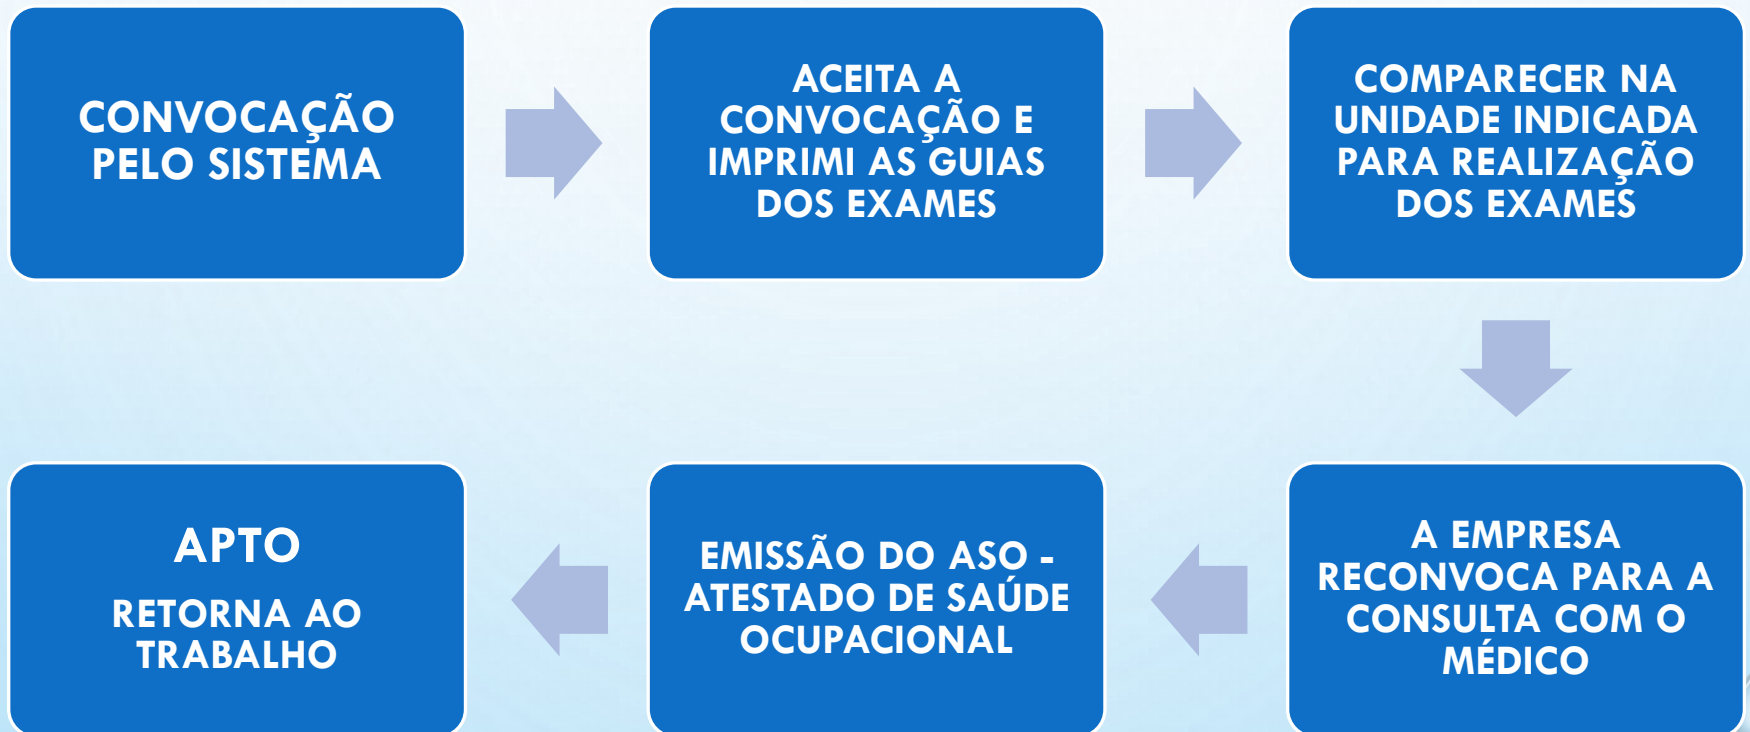 CONVOCAÇÃO
PELO SISTEMA
ACEITA A
CONVOCAÇÃO E
IMPRIMI AS GUIAS
DOS EXAMES
COMPARECER NA
UNIDADE INDICADA
PARA REALIZAÇÃO
DOS EXAMES
A EMPRESA
RECONVOCA PARA A
CONSULTA COM O
MÉDICO
EMISSÃO DO ASO -
ATESTADO DE SAÚDE
OCUPACIONAL
APTO
RETORNA AO
TRABALHO